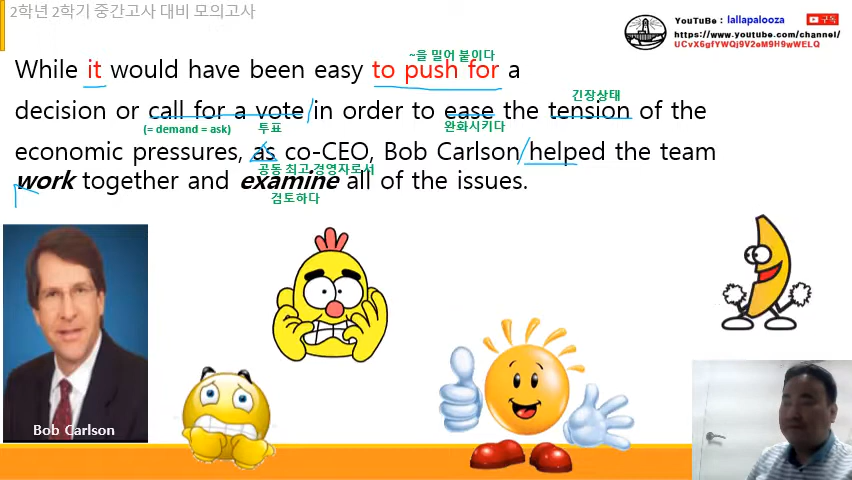 2학년 2학기 중간고사 대비 모의고사
YouTuBe : lallapalooza 구독
https://www.youtube.com/channel/
UCvX6gfYWQj9V2eM9H9wWELQ
~을 밀어 붙이다
While it would have been easy to push for a
긴장상태
decision or call for a vote in order to ease the tension of the
(= demand = ask) 투표 완화시키다
economic pressures, as co-CEO, Bob Carlson helped the team
공동 최고 경영자로서
work together and examine all of the issues.
검토하다
Bob Carlson